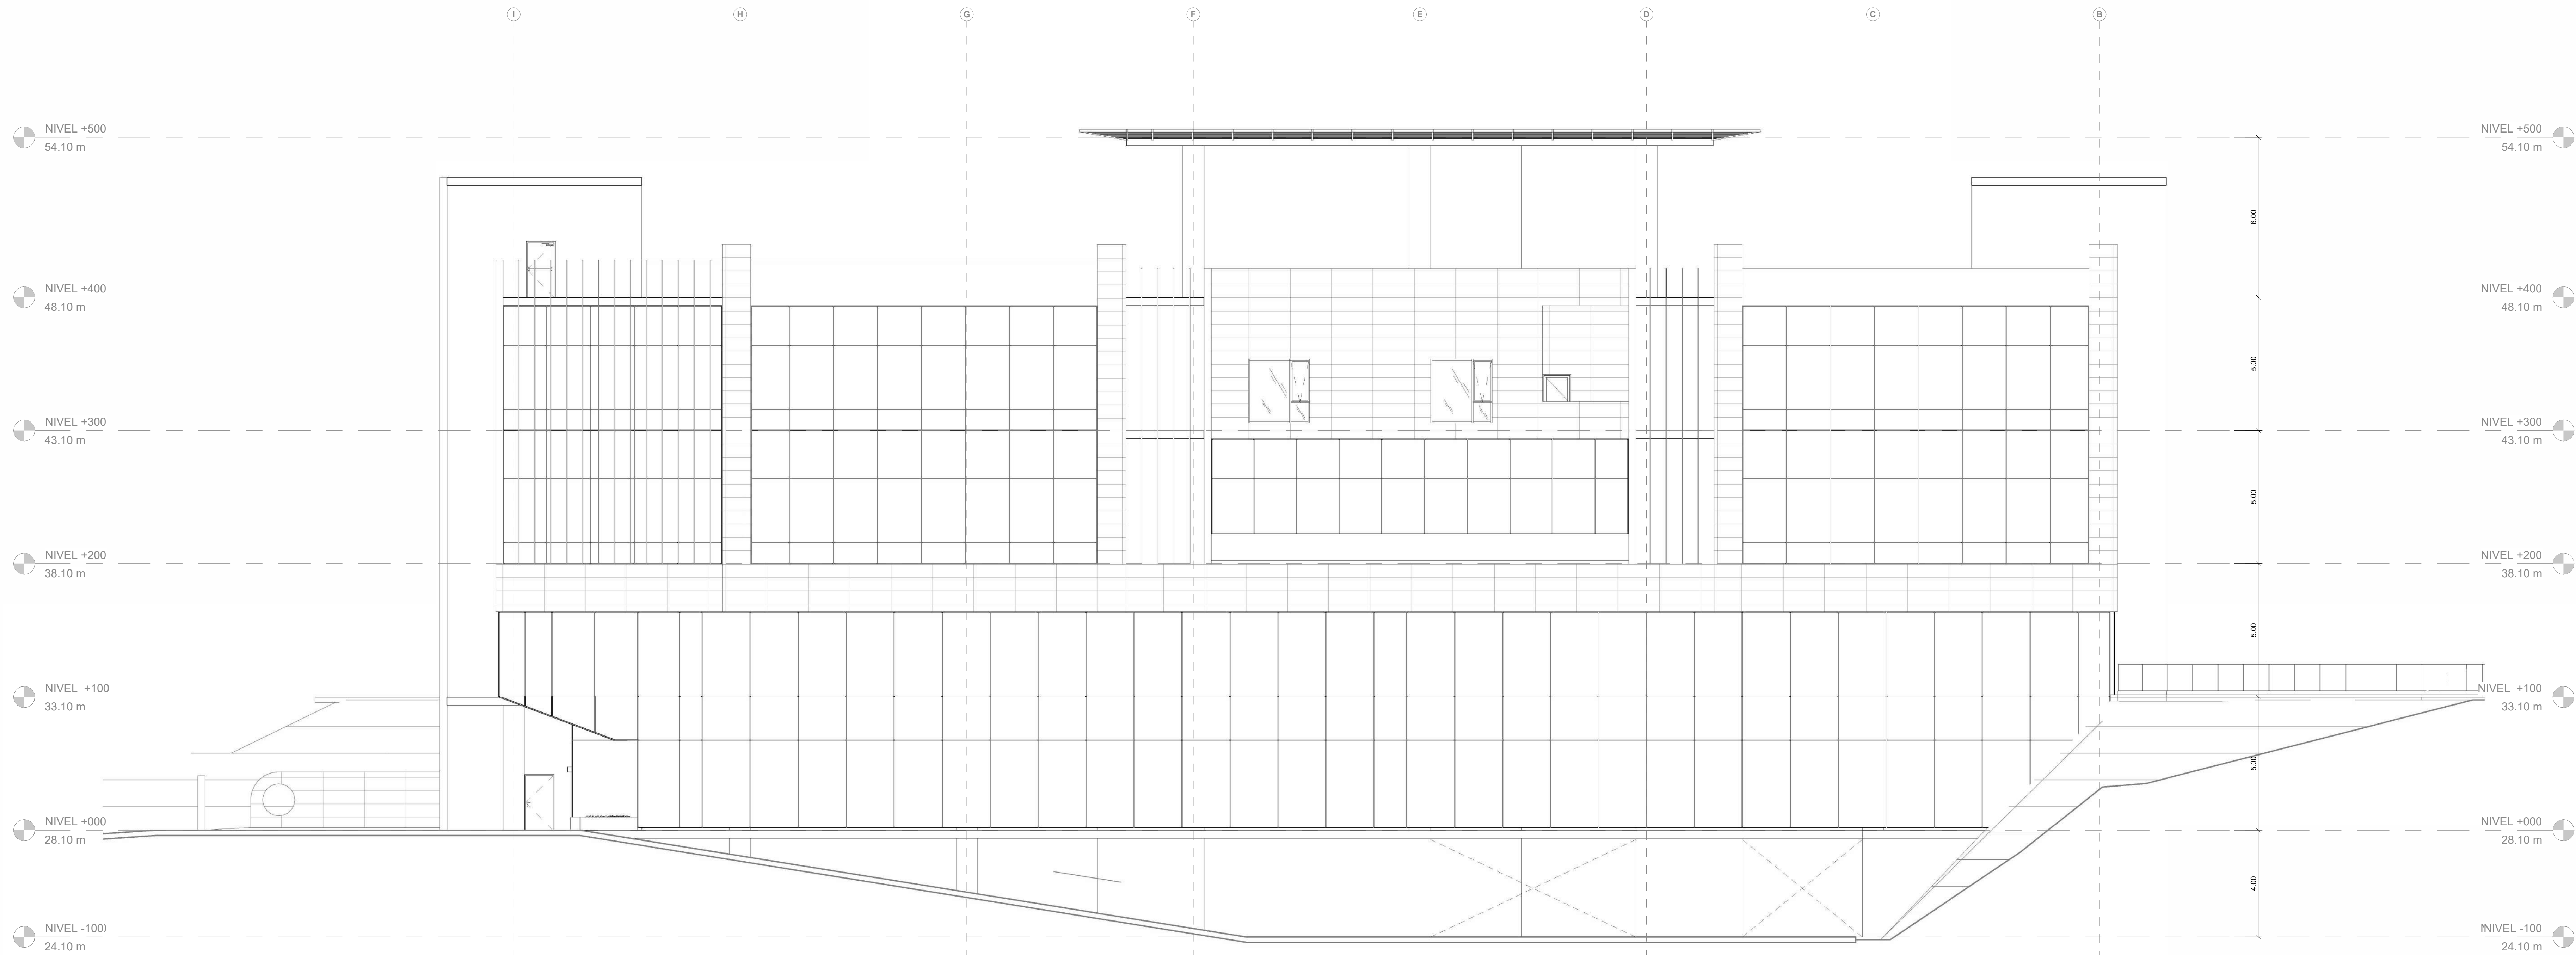 I H G F E D C B
NIVEL +500
54.10 m
NIVEL +500
54.10 m
6.00
NIVEL +400
48.10 m
NIVEL +400
48.10 m
5.00
NIVEL +300
43.10 m
NIVEL +300
43.10 m
5.00
NIVEL +200
38.10 m
NIVEL +200
38.10 m
5.00
NIVEL +100
33.10 m
NIVEL +100
33.10 m
5.00
NIVEL +000
28.10 m
NIVEL +000
28.10 m
4.00
NIVEL -100
24.10 m
NIVEL -100
24.10 m